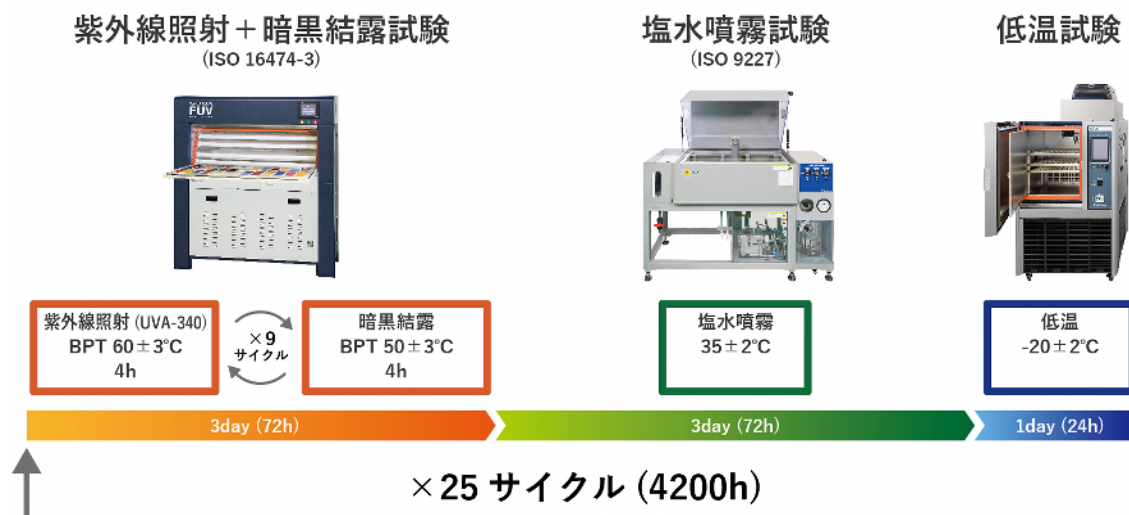 紫外線照射＋暗黒結露試験
(ISO 16474-3)
塩水噴霧試験
(ISO 9227)
低温試験
FUV
紫外線照射 (UVA-340)
BPT 60±3℃
4h
×9
サイクル
暗黒結露
BPT 50±3℃
4h
塩水噴霧
35±2℃
低温
-20±2℃
3day (72h)
3day (72h)
1day (24h)
×25 サイクル (4200h)